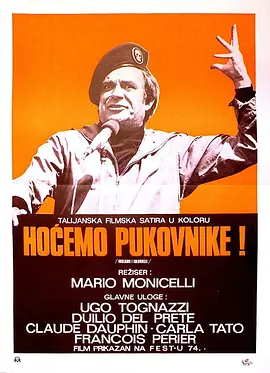 TALIJANSKA FILMSKA SATIRA U KOLORU
HOĆEMO PUKOVNIKE !
REŽISER :
MARIO MONICELLI
GLAVNE ULOGE :
UGO TOGNAZZI
DUILIO DEL PRETE
CLAUDE DAUPHIN · CARLA TATO
FRANCOIS PERIER
FILM PRIKAZAN NA FEST-U 74.